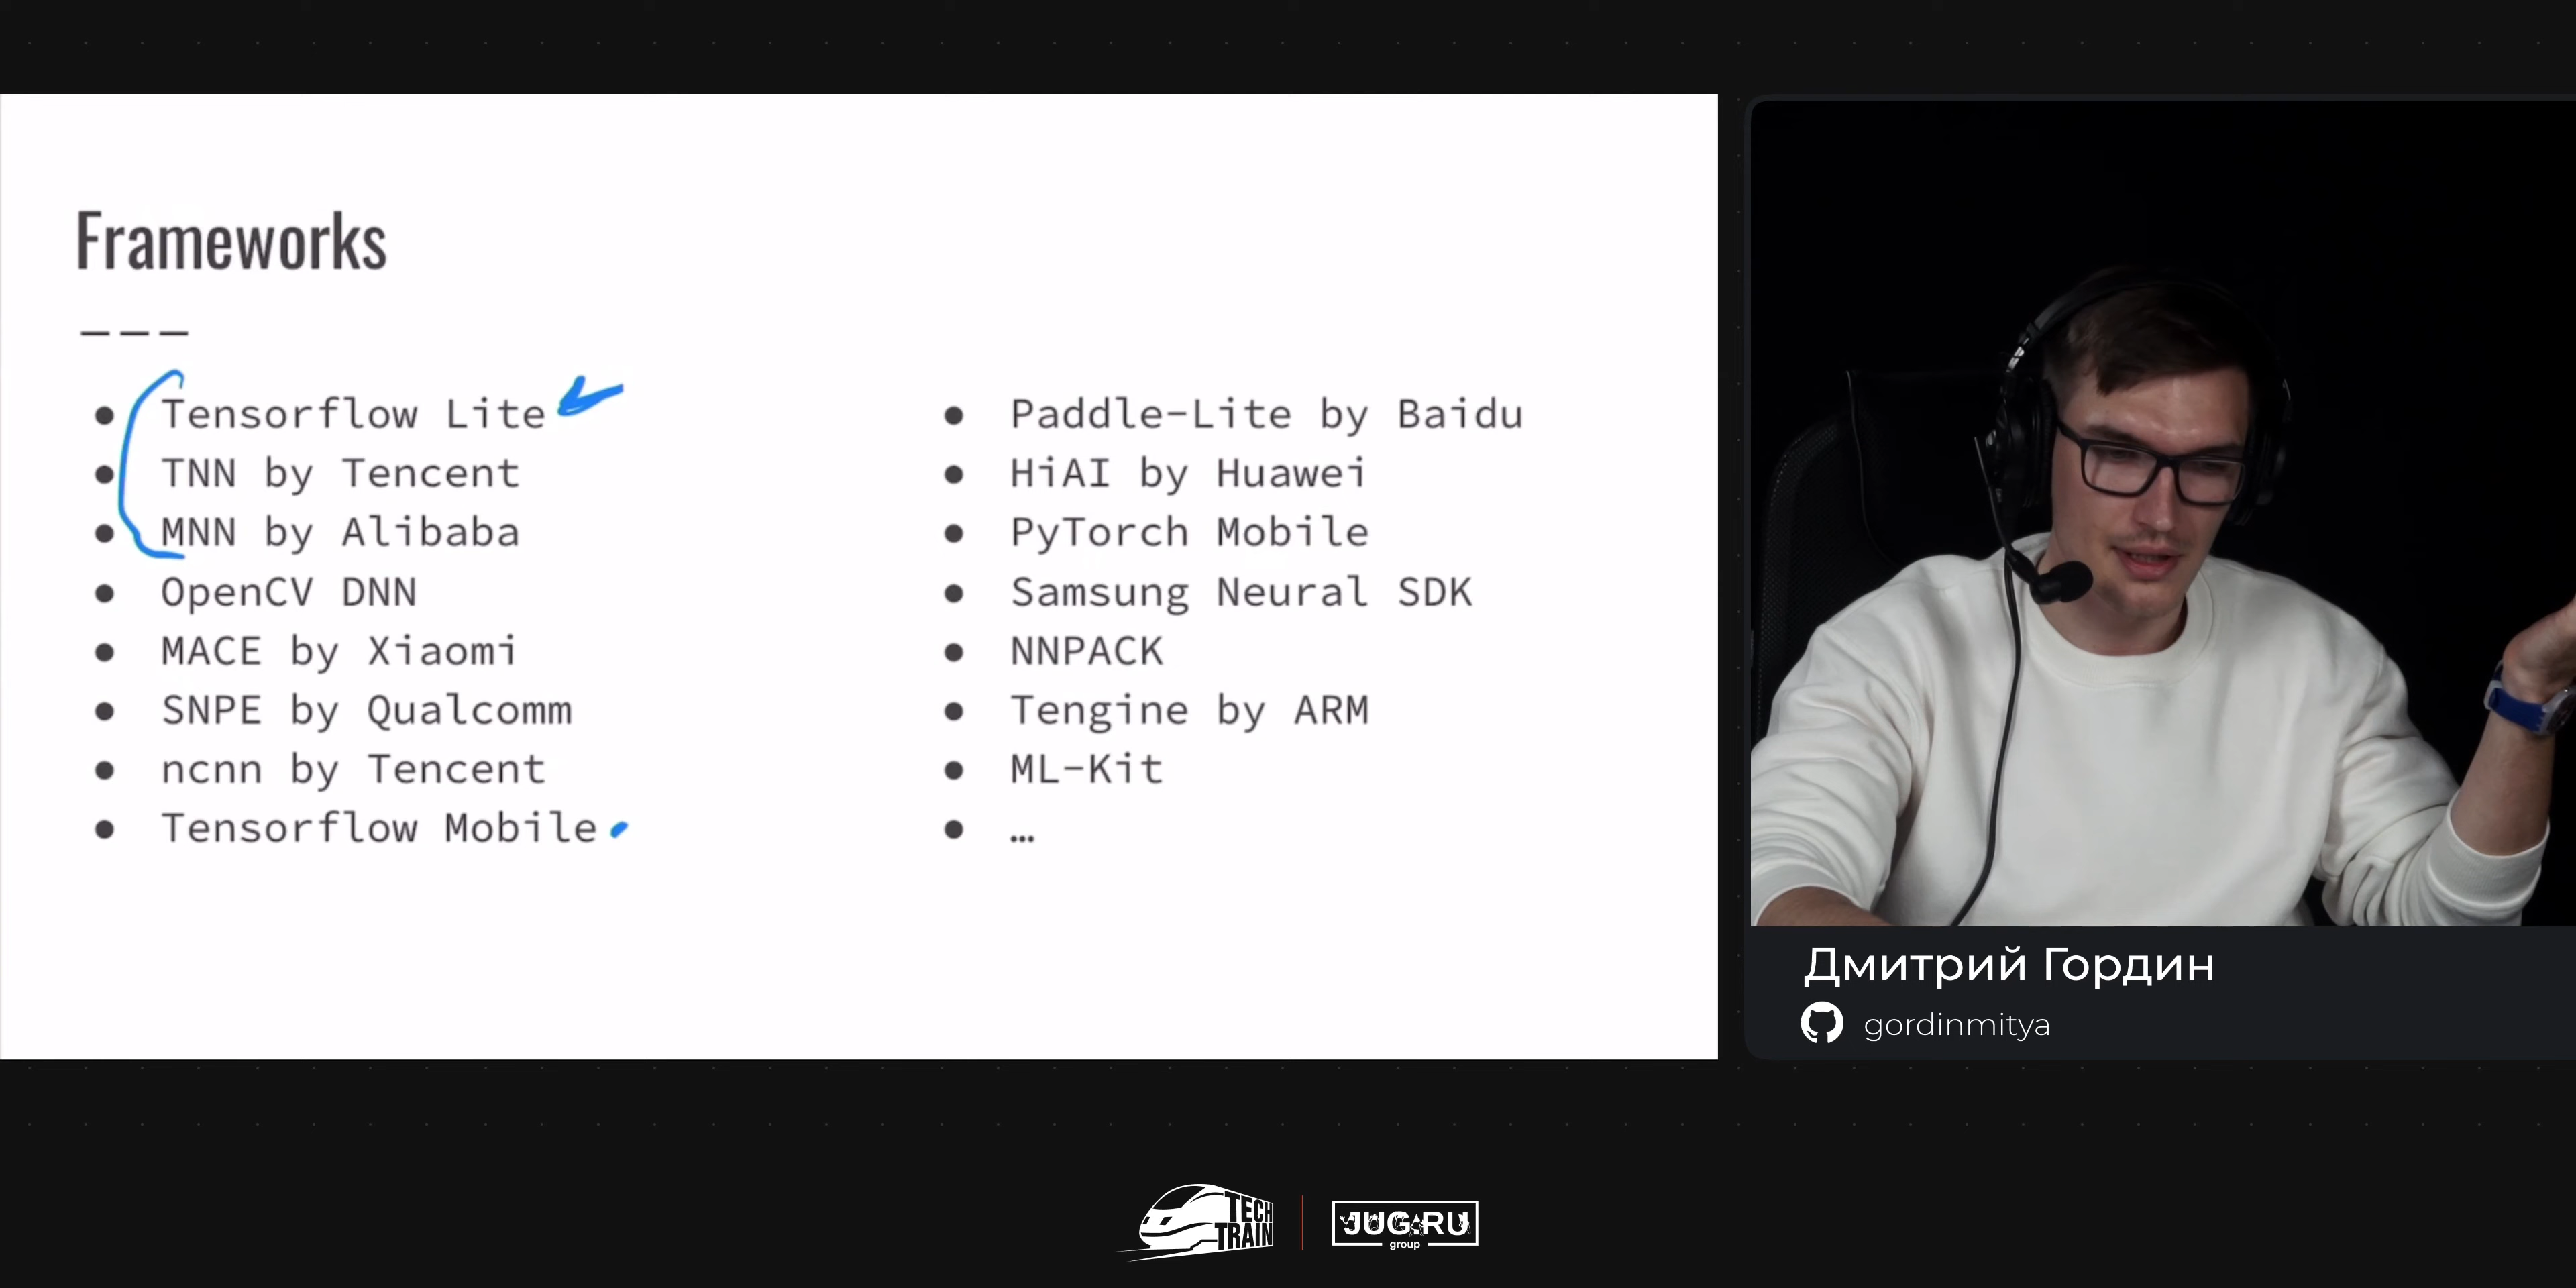 Frameworks
Tensorflow Lite
TNN by Tencent
MNN by Alibaba
OpenCV DNN
MACE by Xiaomi
SNPE by Qualcomm
ncnn by Tencent
Tensorflow Mobile
Paddle-Lite by Baidu
HiAI by Huawei
PyTorch Mobile
Samsung Neural SDK
NNPACK
Tengine by ARM
ML-Kit
…
Дмитрий Гордин
gordinmitya
TECH
TRAIN
JUG.RU
group